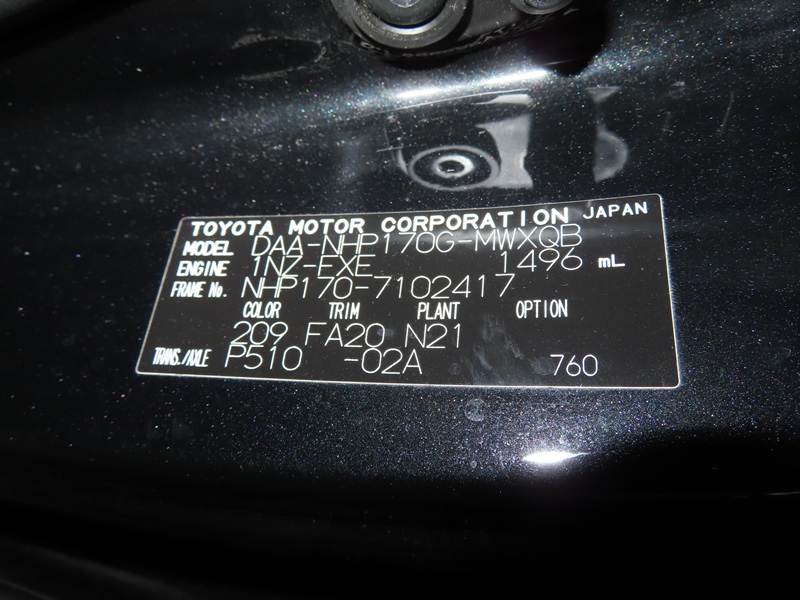 TOYOTA MOTOR CORPORATION JAPAN
MODEL DAA-NHP170G-MWXQB
ENGINE 1NZ-EXE 1496 mL
FRAME No. NHP170-7102417
COLOR TRIM PLANT OPTION
209 FA20 N21
TRANS./AXLE P510 -02A 760